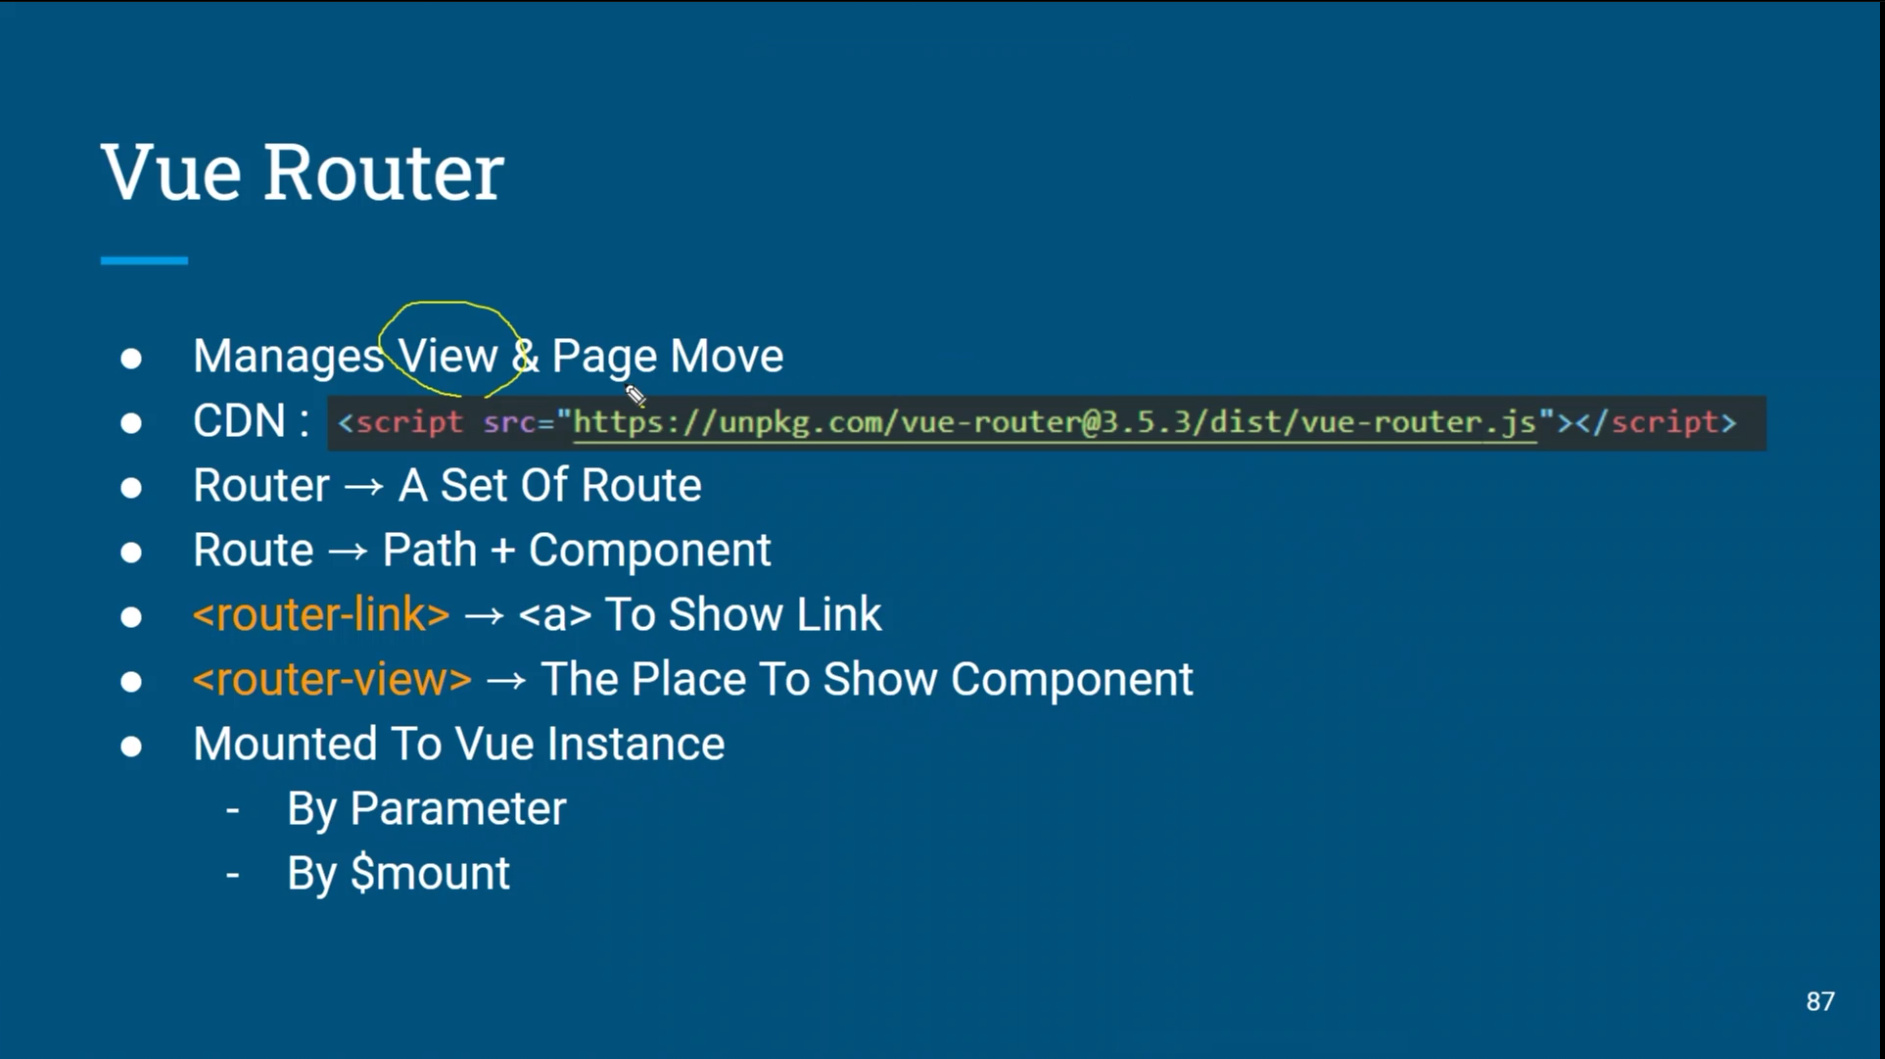 Vue Router
● Manages View & Page Move
● CDN : <script src="https://unpkg.com/vue-router@3.5.3/dist/vue-router.js"></script>
● Router → A Set Of Route
● Route → Path + Component
● <router-link> → <a> To Show Link
● <router-view> → The Place To Show Component
● Mounted To Vue Instance
- By Parameter
- By $mount
87